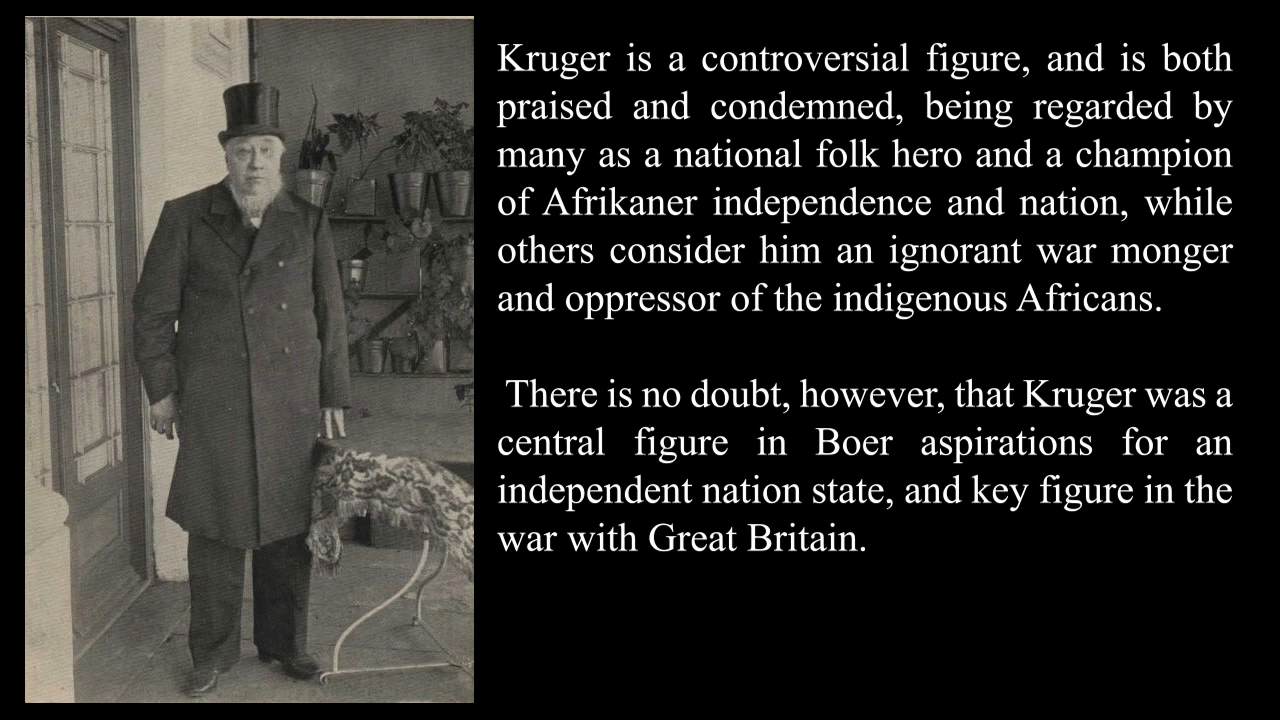 Kruger is a controversial figure, and is both
praised and condemned, being regarded by
many as a national folk hero and a champion
of Afrikaner independence and nation, while
others consider him an ignorant war monger
and oppressor of the indigenous Africans.
There is no doubt, however, that Kruger was a
central figure in Boer aspirations for an
independent nation state, and key figure in the
war with Great Britain.